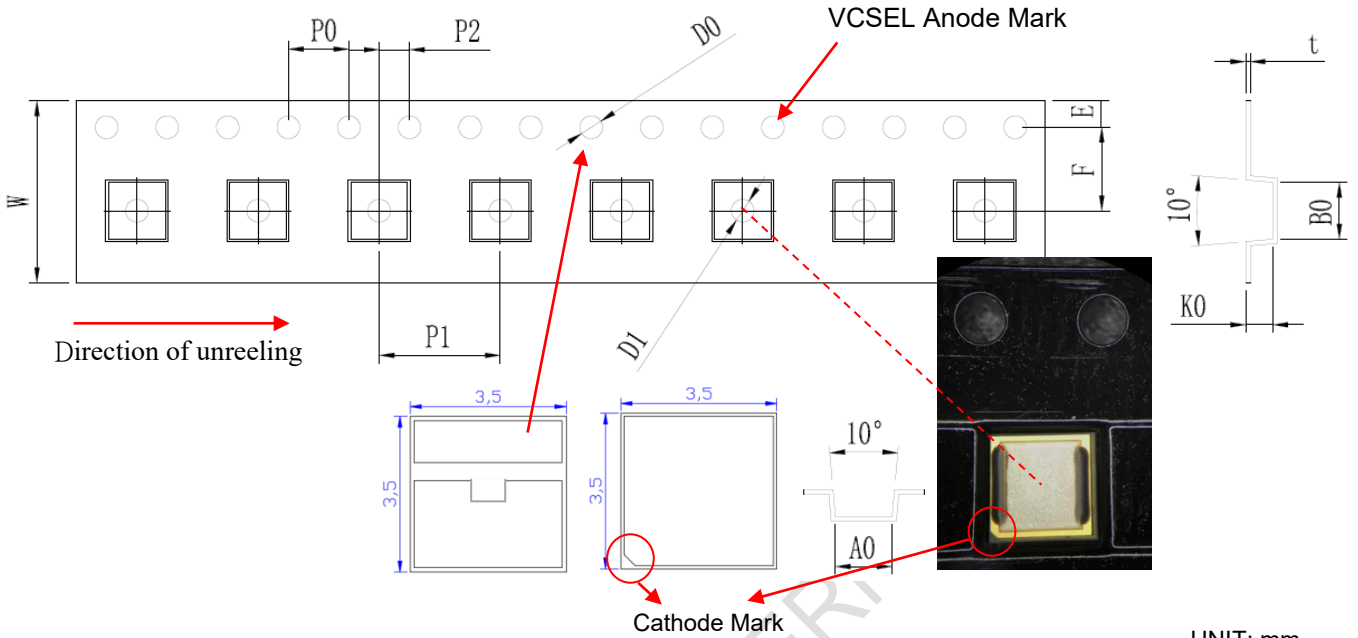 VCSEL Anode Mark
P0
P2
D0
t
E
W
F
10°
B0
K0
Direction of unreeling
P1
D1
3,5
3,5
3,5
3,5
10°
A0
Cathode Mark
UNIT: mm